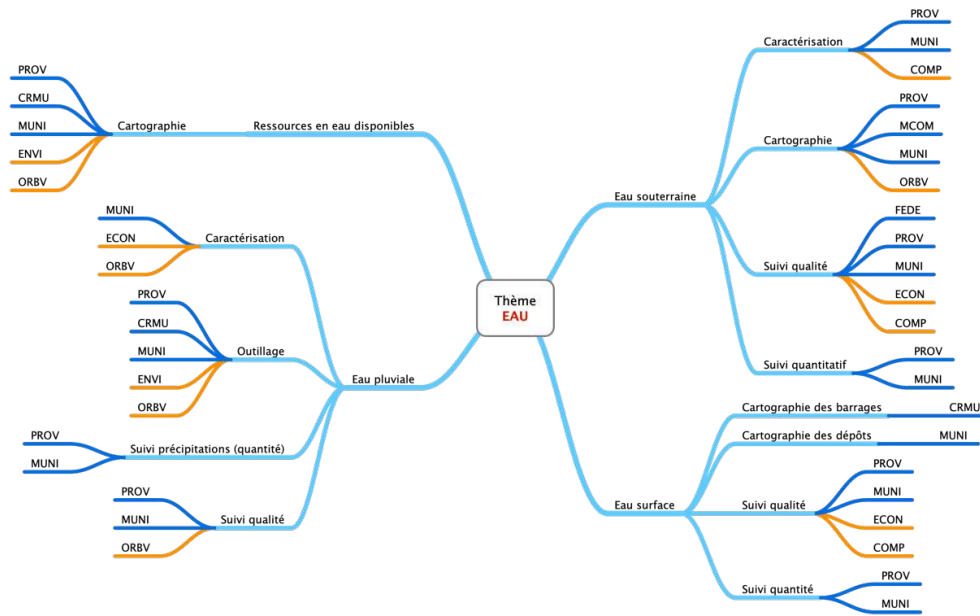 Thème
EAU
Ressources en eau disponibles
Cartographie
PROV
CRMU
MUNI
ENVI
ORBV
Eau pluviale
Caractérisation
MUNI
ECON
ORBV
Outillage
PROV
CRMU
MUNI
ENVI
ORBV
Suivi précipitations (quantité)
PROV
MUNI
Suivi qualité
PROV
MUNI
ORBV
Eau souterraine
Caractérisation
PROV
MUNI
COMP
Cartographie
PROV
MCOM
MUNI
ORBV
Suivi qualité
FEDE
PROV
MUNI
ECON
COMP
Suivi quantitatif
PROV
MUNI
Eau surface
Cartographie des barrages
CRMU
Cartographie des dépôts
MUNI
Suivi qualité
PROV
MUNI
ECON
COMP
Suivi quantité
PROV
MUNI